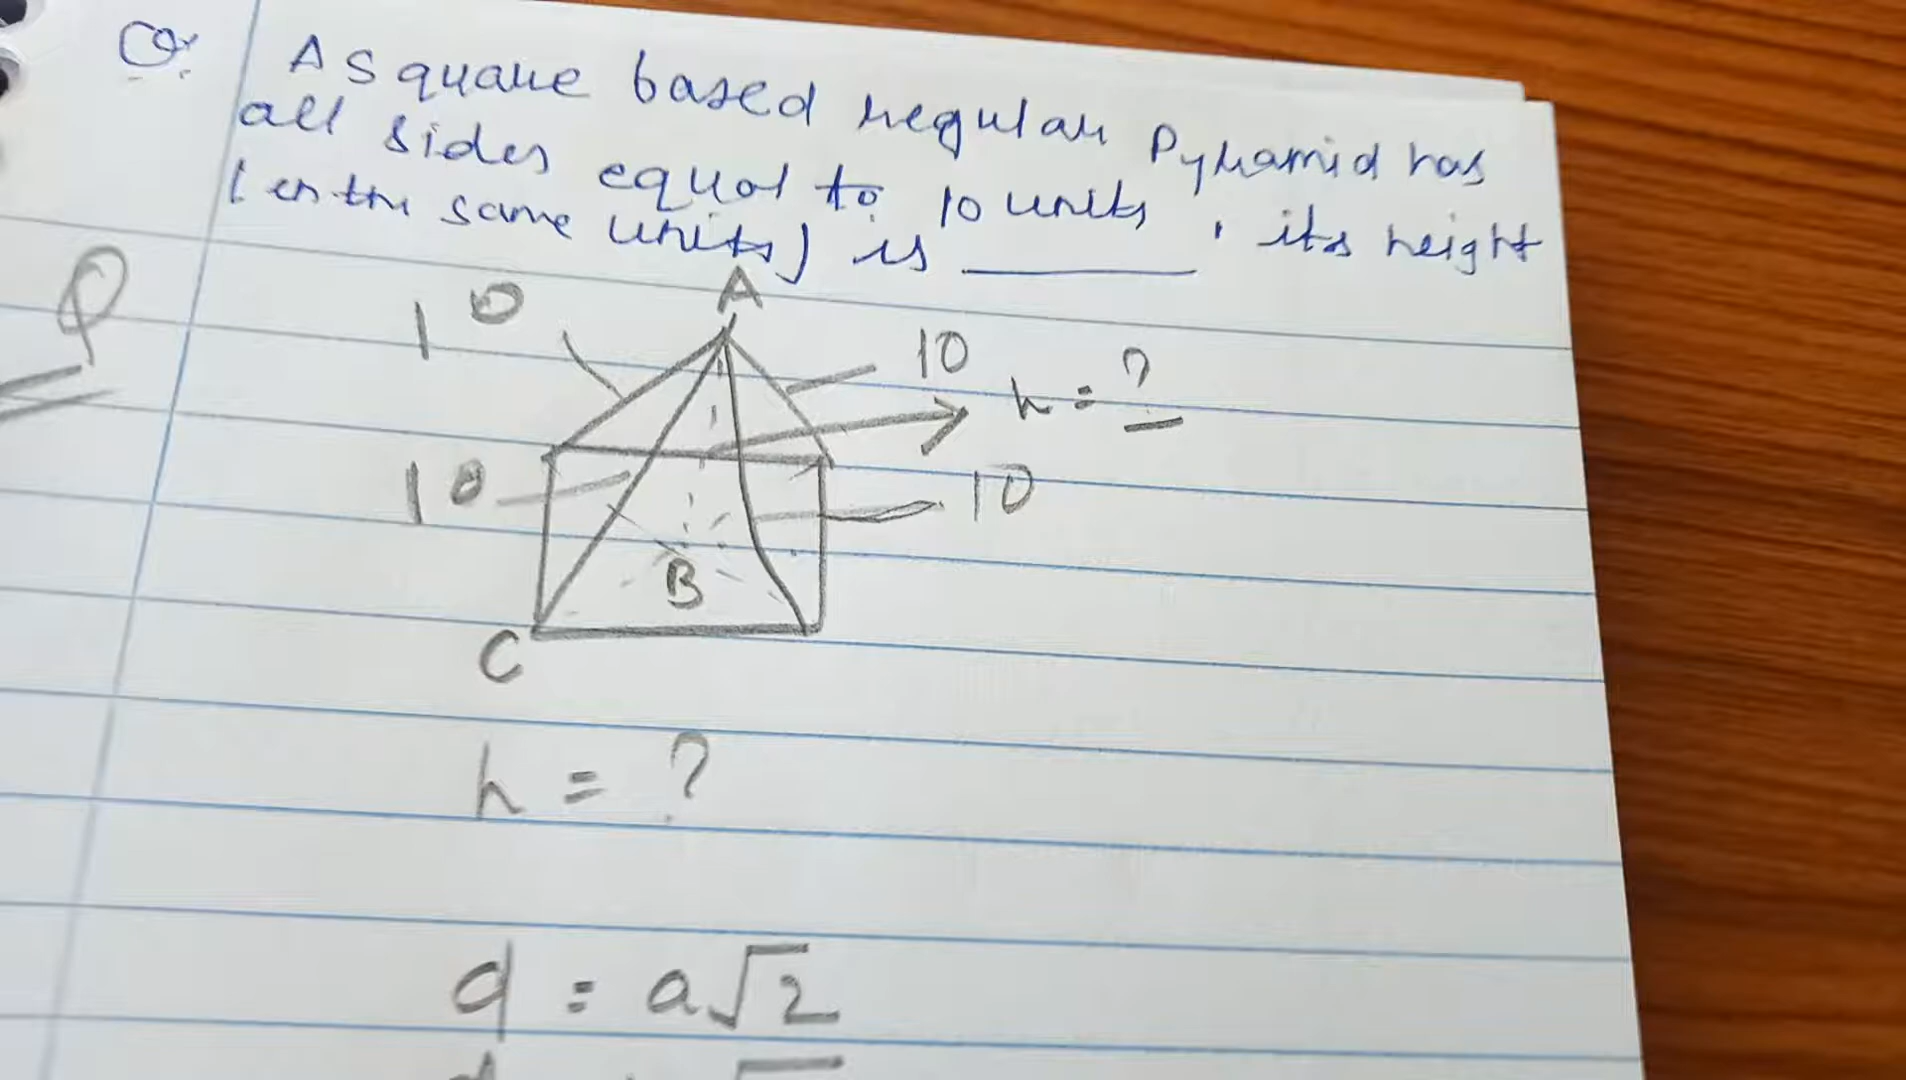 Q.
A square based regular Pyramid has
all sides equal to 10 units, its height
(in the same units) is ________
A
10
10
h = ?
10
10
B
C
h = ?
d = a√2